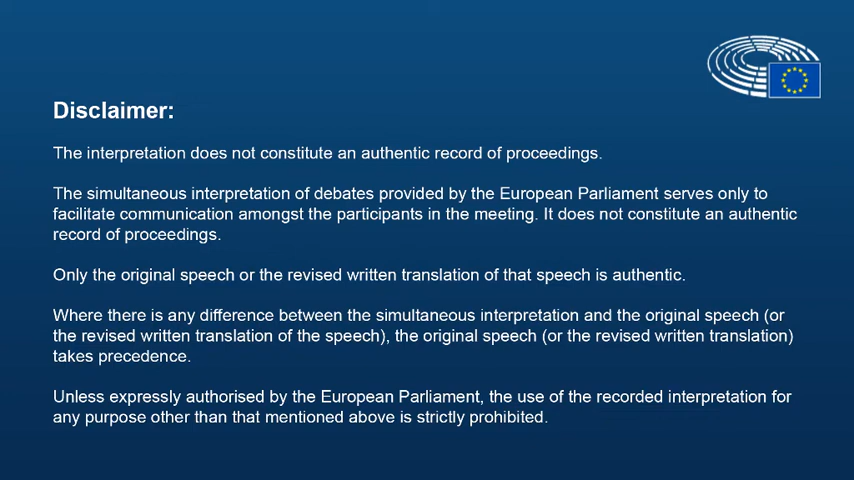 Disclaimer:
The interpretation does not constitute an authentic record of proceedings.
The simultaneous interpretation of debates provided by the European Parliament serves only to
facilitate communication amongst the participants in the meeting. It does not constitute an authentic
record of proceedings.
Only the original speech or the revised written translation of that speech is authentic.
Where there is any difference between the simultaneous interpretation and the original speech (or
the revised written translation of the speech), the original speech (or the revised written translation)
takes precedence.
Unless expressly authorised by the European Parliament, the use of the recorded interpretation for
any purpose other than that mentioned above is strictly prohibited.